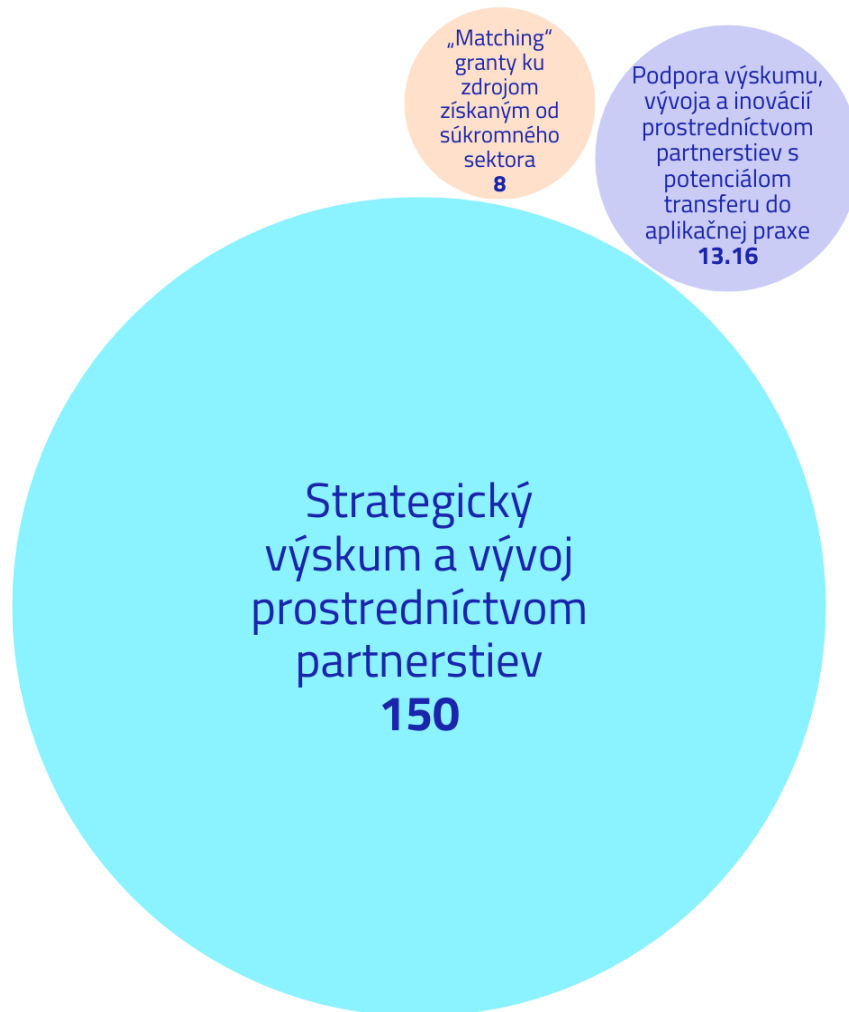 „Matching“
granty ku
zdrojom
získaným od
súkromného
sektora
8
Podpora výskumu,
vývoja a inovácií
prostredníctvom
partnerstiev s
potenciálom
transferu do
aplikačnej praxe
13.16
Strategický
výskum a vývoj
prostredníctvom
partnerstiev
150